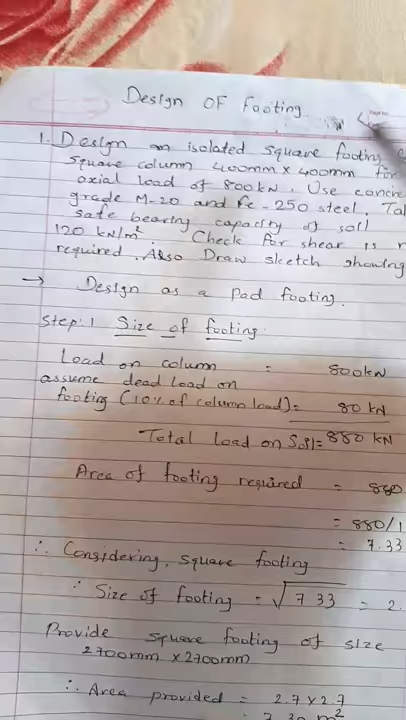 Design OF Footing.
1. Design an isolated square footing
square column 400mm x 400mm for
axial load of 800kN. Use concre
grade M-20 and Fe-250 steel. Tal
safe bearing capacity of soil
120 kN/m². Check for shear is r
required. Also Draw sketch showing
→ Design as a Pad footing.
Step:1 Size of footing:
Load on column = 800kN
assume dead load on
footing (10% of column load) = 80 kN
Total load on Soil = 880 kN
Area of footing required = 880
= 880/1
= 7.33
∴ Considering, square footing
∴ Size of footing = √7.33 = 2.
Provide square footing of size
2700mm x 2700mm
∴ Area provided = 2.7 x 2.7
m²